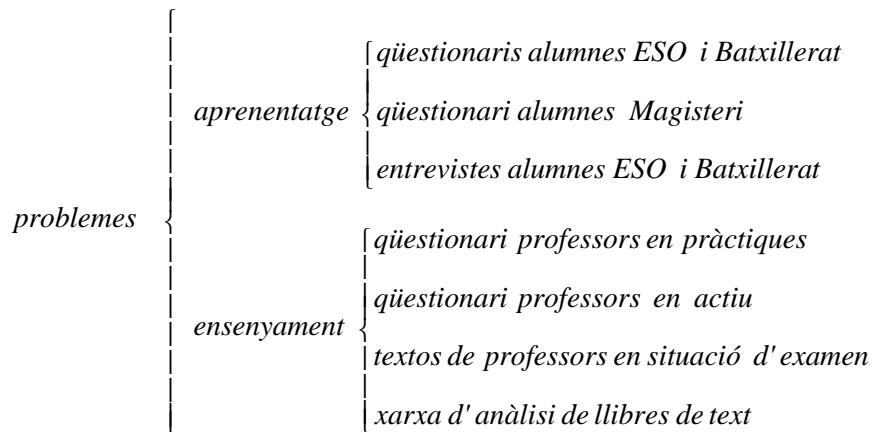 qüestionaris alumnes ESO i Batxillerat
aprenentatge
qüestionari alumnes Magisteri
entrevistes alumnes ESO i Batxillerat
problemes
qüestionari professors en pràctiques
qüestionari professors en actiu
ensenyament
textos de professors en situació d' examen
xarxa d' anàlisi de llibres de text